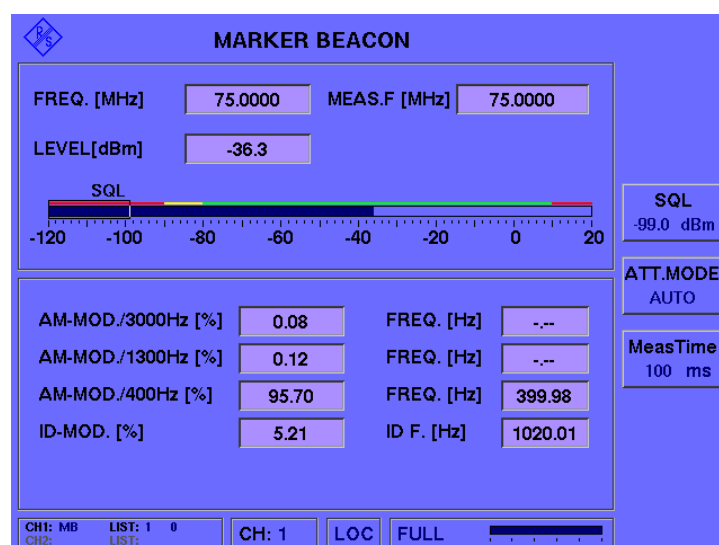 R/S
MARKER BEACON
FREQ. [MHz] 75.0000 MEAS.F [MHz] 75.0000
LEVEL[dBm] -36.3
SQL
-120 -100 -80 -60 -40 -20 0 20
SQL
-99.0 dBm
ATT.MODE
AUTO
MeasTime
100 ms
AM-MOD./3000Hz [%] 0.08 FREQ. [Hz] -.--
AM-MOD./1300Hz [%] 0.12 FREQ. [Hz] -.--
AM-MOD./400Hz [%] 95.70 FREQ. [Hz] 399.98
ID-MOD. [%] 5.21 ID F. [Hz] 1020.01
CH1: MB LIST: 1 0
CH2: LIST:
CH: 1 LOC FULL